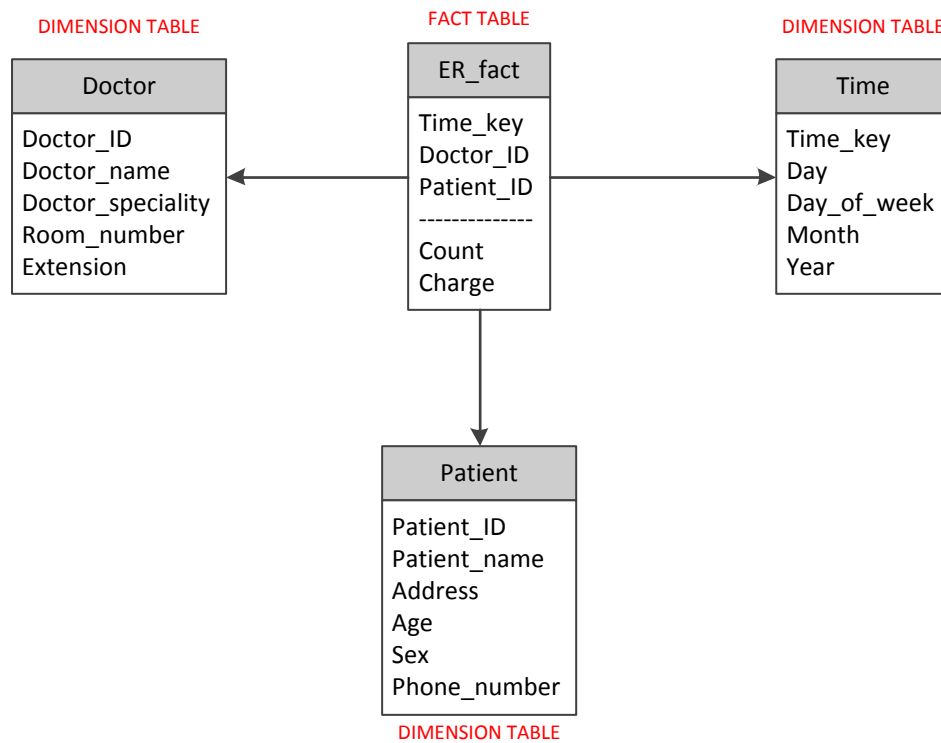 DIMENSION TABLE
Doctor
Doctor_ID
Doctor_name
Doctor_speciality
Room_number
Extension
FACT TABLE
ER_fact
Time_key
Doctor_ID
Patient_ID
--------------
Count
Charge
DIMENSION TABLE
Time
Time_key
Day
Day_of_week
Month
Year
Patient
Patient_ID
Patient_name
Address
Age
Sex
Phone_number
DIMENSION TABLE